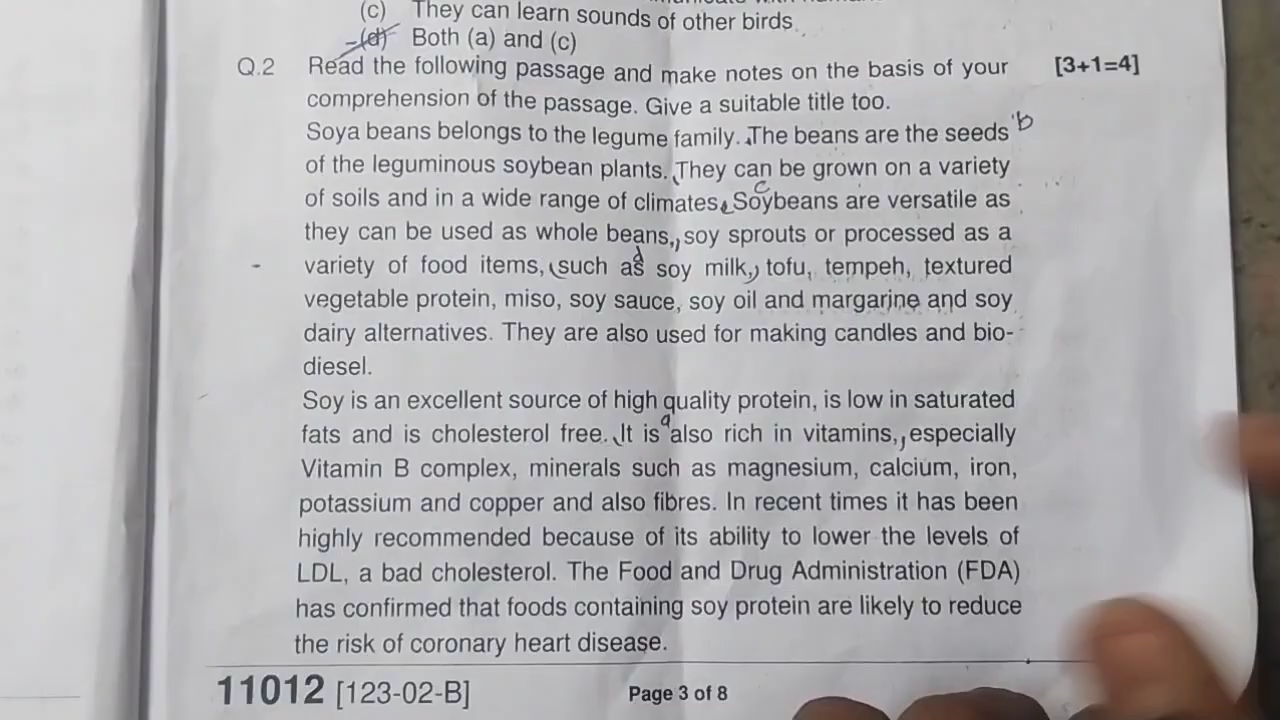 (c) They can learn sounds of other birds
(d) Both (a) and (c)
Q.2 Read the following passage and make notes on the basis of your [3+1=4]
comprehension of the passage. Give a suitable title too.
Soya beans belongs to the legume family. The beans are the seeds b
of the leguminous soybean plants. They can be grown on a variety
c
of soils and in a wide range of climates. Soybeans are versatile as
they can be used as whole beans, soy sprouts or processed as a
d
variety of food items, such as soy milk, tofu, tempeh, textured
vegetable protein, miso, soy sauce, soy oil and margarine and soy
dairy alternatives. They are also used for making candles and bio-
diesel.
Soy is an excellent source of high quality protein, is low in saturated
a
fats and is cholesterol free. It is also rich in vitamins, especially
Vitamin B complex, minerals such as magnesium, calcium, iron,
potassium and copper and also fibres. In recent times it has been
highly recommended because of its ability to lower the levels of
LDL, a bad cholesterol. The Food and Drug Administration (FDA)
has confirmed that foods containing soy protein are likely to reduce
the risk of coronary heart disease.
11012 [123-02-B] Page 3 of 8